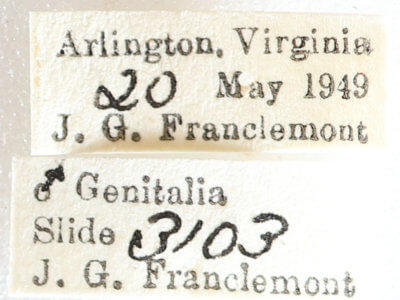 Arlington, Virginia
20 May 1949
J. G. Franclemont
♂ Genitalia
Slide 3103
J. G. Franclemont